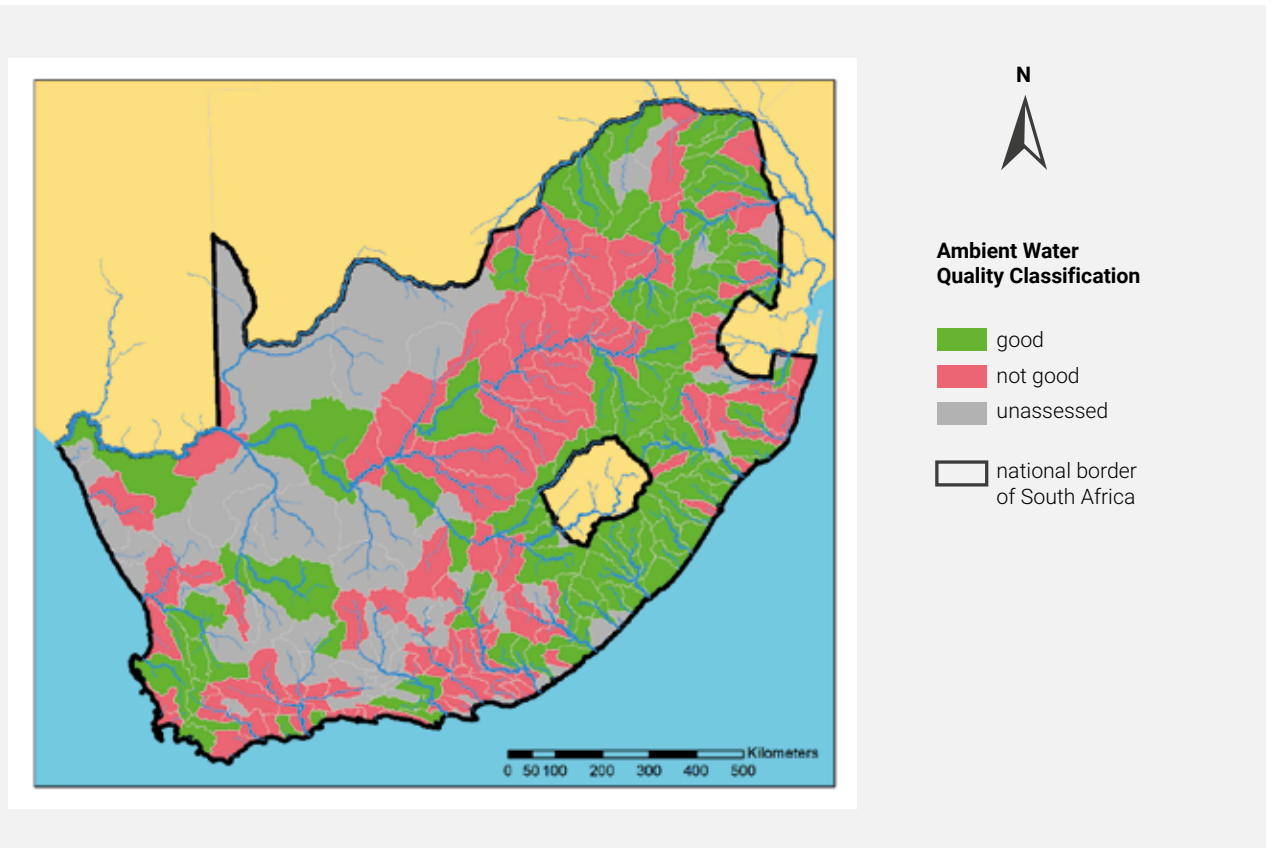 N
Ambient Water
Quality Classification
good
not good
unassessed
national border
of South Africa
Kilometers
0 50 100 200 300 400 500